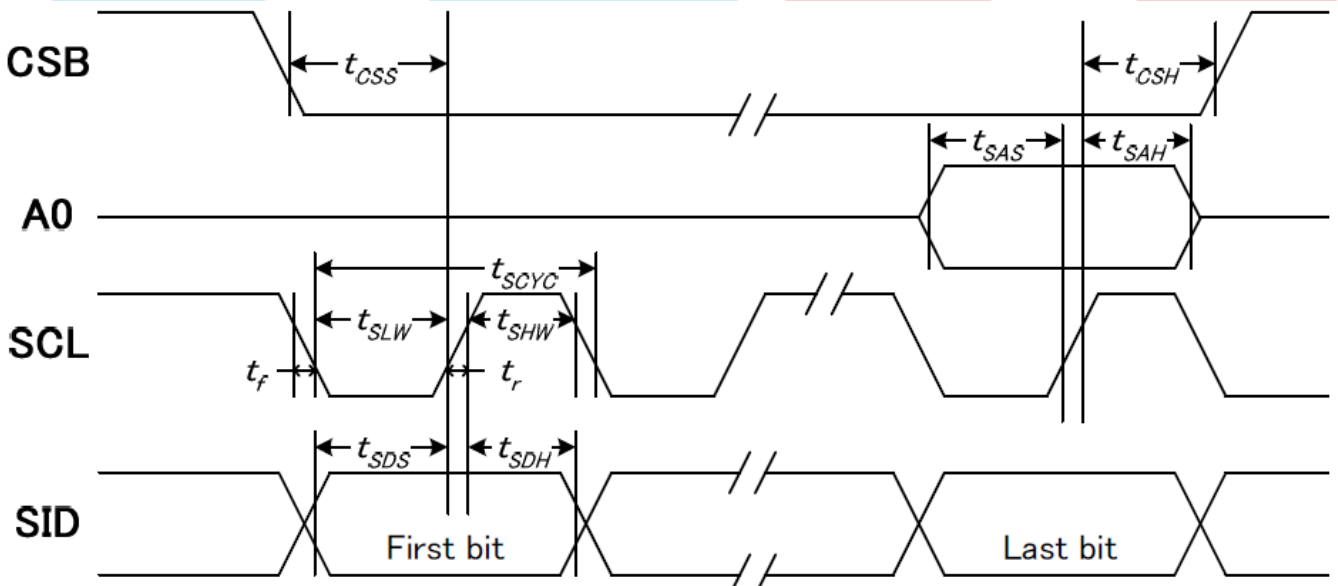 CSB
tCSS
tCSH
tSAS
tSAH
A0
tSCYC
tSLW
tSHW
SCL
tf
tr
tSDS
tSDH
SID
First bit
Last bit